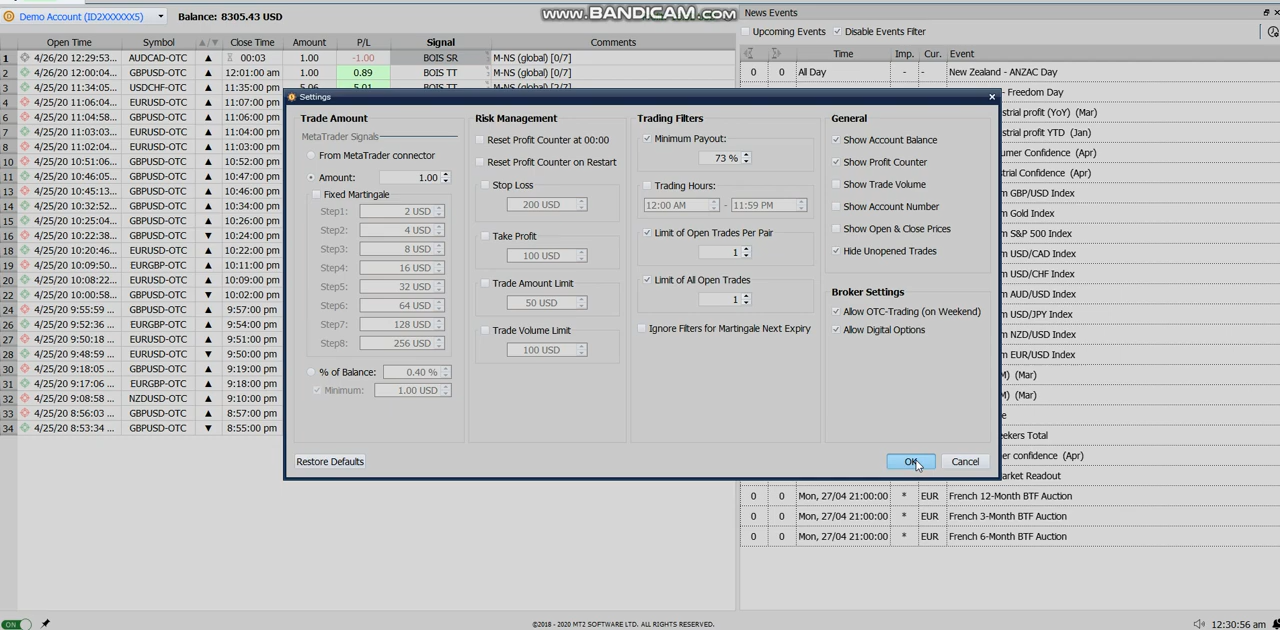 Demo Account (ID2XXXXXX5) Balance: 8305.43 USD
www.BANDICAM.com
News Events
Upcoming Events Disable Events Filter
Open Time Symbol ▲/▼ Close Time Amount P/L Signal Comments
Time Imp. Cur. Event
1 4/26/20 12:29:53... AUDCAD-OTC ▲ 00:03 1.00 -1.00 BOIS SR M-NS (global) [0/7]
2 4/26/20 12:00:04... GBPUSD-OTC ▲ 12:01:00 am 1.00 0.89 BOIS TT M-NS (global) [0/7]
3 4/25/20 11:34:05... USDCHF-OTC ▲ 11:35:00 pm 5.06 5.01 BOIS TT M-NS (global) [2/7]
4 4/25/20 11:06:04... EURUSD-OTC ▲ 11:07:00 pm
6 4/25/20 11:04:58... GBPUSD-OTC ▲ 11:06:00 pm
7 4/25/20 11:03:03... EURUSD-OTC ▲ 11:04:00 pm
8 4/25/20 11:02:03... EURUSD-OTC ▲ 11:03:00 pm
10 4/25/20 10:51:06... GBPUSD-OTC ▲ 10:52:00 pm
11 4/25/20 10:46:05... EURUSD-OTC ▲ 10:47:00 pm
13 4/25/20 10:45:13... EURUSD-OTC ▲ 10:46:00 pm
14 4/25/20 10:32:52... GBPUSD-OTC ▲ 10:34:00 pm
15 4/25/20 10:25:04... GBPUSD-OTC ▲ 10:26:00 pm
16 4/25/20 10:22:38... GBPUSD-OTC ▼ 10:24:00 pm
18 4/25/20 10:20:46... EURUSD-OTC ▲ 10:22:00 pm
19 4/25/20 10:09:50... EURGBP-OTC ▲ 10:11:00 pm
20 4/25/20 10:08:22... EURUSD-OTC ▲ 10:09:00 pm
22 4/25/20 10:00:58... GBPUSD-OTC ▼ 10:02:00 pm
24 4/25/20 9:55:59 ... GBPUSD-OTC ▲ 9:57:00 pm
26 4/25/20 9:52:36 ... EURGBP-OTC ▲ 9:54:00 pm
27 4/25/20 9:50:18 ... EURUSD-OTC ▲ 9:51:00 pm
28 4/25/20 9:48:59 ... EURUSD-OTC ▼ 9:50:00 pm
30 4/25/20 9:18:05 ... GBPUSD-OTC ▲ 9:19:00 pm
31 4/25/20 9:17:06 ... EURGBP-OTC ▲ 9:18:00 pm
32 4/25/20 9:08:58 ... NZDUSD-OTC ▲ 9:10:00 pm
33 4/25/20 8:56:03 ... GBPUSD-OTC ▲ 8:57:00 pm
34 4/25/20 8:53:34 ... GBPUSD-OTC ▼ 8:55:00 pm
Settings
Trade Amount
MetaTrader Signals
From MetaTrader connector
Amount: 1.00
Fixed Martingale
Step1: 2 USD
Step2: 4 USD
Step3: 8 USD
Step4: 16 USD
Step5: 32 USD
Step6: 64 USD
Step7: 128 USD
Step8: 256 USD
% of Balance: 0.40 %
Minimum: 1.00 USD
Restore Defaults
Risk Management
Reset Profit Counter at 00:00
Reset Profit Counter on Restart
Stop Loss
200 USD
Take Profit
100 USD
Trade Amount Limit
50 USD
Trade Volume Limit
100 USD
Trading Filters
Minimum Payout:
73 %
Trading Hours:
12:00 AM - 11:59 PM
Limit of Open Trades Per Pair
1
Limit of All Open Trades
1
Ignore Filters for Martingale Next Expiry
General
Show Account Balance
Show Profit Counter
Show Trade Volume
Show Account Number
Show Open & Close Prices
Hide Unopened Trades
Broker Settings
Allow OTC-Trading (on Weekend)
Allow Digital Options
OK Cancel
0 0 All Day - - New Zealand - ANZAC Day
- Freedom Day
strial profit (YoY) (Mar)
strial profit YTD (Jan)
umer Confidence (Apr)
strial Confidence (Apr)
m GBP/USD Index
m Gold Index
m S&P 500 Index
m USD/CAD Index
m USD/CHF Index
m AUD/USD Index
m USD/JPY Index
m NZD/USD Index
m EUR/USD Index
M) (Mar)
M) (Mar)
e
ekers Total
er confidence (Apr)
arket Readout
0 0 Mon, 27/04 21:00:00 * EUR French 12-Month BTF Auction
0 0 Mon, 27/04 21:00:00 * EUR French 3-Month BTF Auction
0 0 Mon, 27/04 21:00:00 * EUR French 6-Month BTF Auction
ON
©2018 - 2020 MT2 SOFTWARE LTD. ALL RIGHTS RESERVED.
12:30:56 am